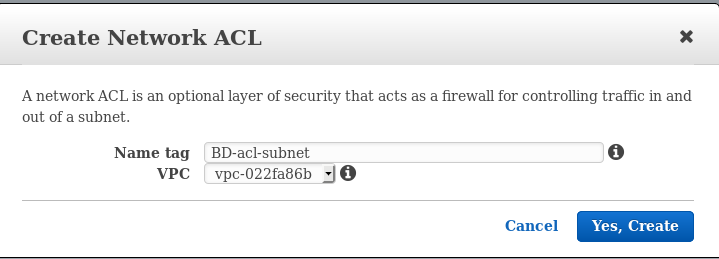 Create Network ACL
A network ACL is an optional layer of security that acts as a firewall for controlling traffic in and
out of a subnet.
Name tag BD-acl-subnet
VPC vpc-022fa86b
Cancel Yes, Create